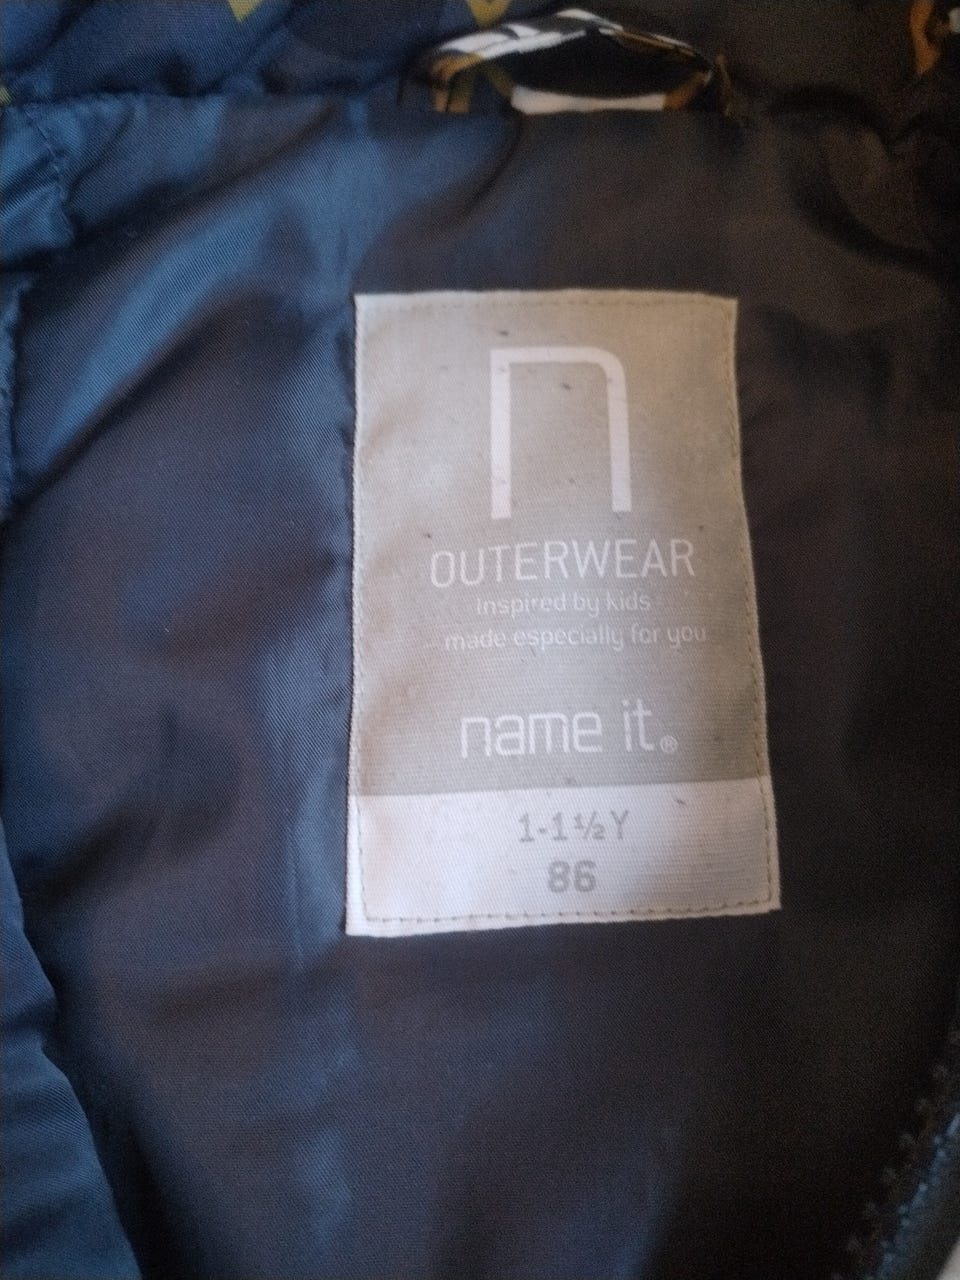 n
OUTERWEAR
inspired by kids
...made especially for you
name it®
1-1½Y
86